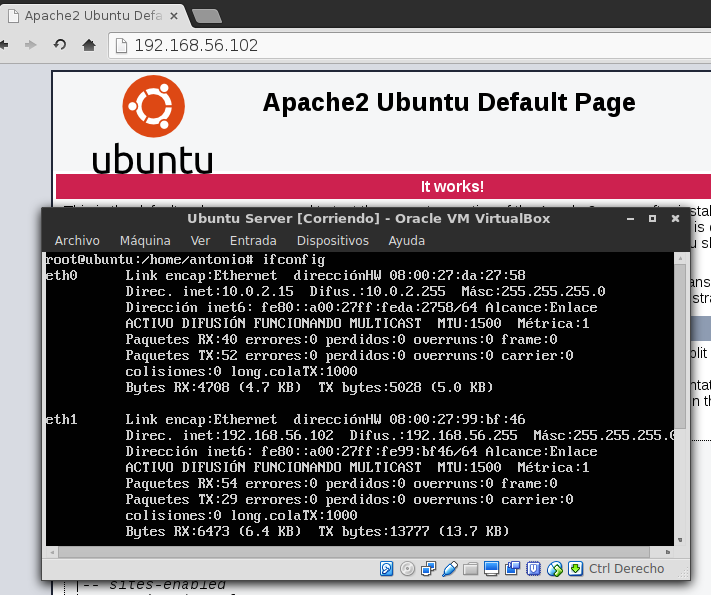 Apache2 Ubuntu Defa
192.168.56.102
Apache2 Ubuntu Default Page
ubuntu
It works!
Ubuntu Server [Corriendo] - Oracle VM VirtualBox
Archivo Máquina Ver Entrada Dispositivos Ayuda
root@ubuntu:/home/antonio# ifconfig
eth0 Link encap:Ethernet direcciónHW 08:00:27:da:27:58
Direc. inet:10.0.2.15 Difus.:10.0.2.255 Másc:255.255.255.0
Dirección inet6: fe80::a00:27ff:feda:2758/64 Alcance:Enlace
ACTIVO DIFUSIÓN FUNCIONANDO MULTICAST MTU:1500 Métrica:1
Paquetes RX:40 errores:0 perdidos:0 overruns:0 frame:0
Paquetes TX:52 errores:0 perdidos:0 overruns:0 carrier:0
colisiones:0 long.colaTX:1000
Bytes RX:4708 (4.7 KB) TX bytes:5028 (5.0 KB)
eth1 Link encap:Ethernet direcciónHW 08:00:27:99:bf:46
Direc. inet:192.168.56.102 Difus.:192.168.56.255 Másc:255.255.255.0
Dirección inet6: fe80::a00:27ff:fe99:bf46/64 Alcance:Enlace
ACTIVO DIFUSIÓN FUNCIONANDO MULTICAST MTU:1500 Métrica:1
Paquetes RX:54 errores:0 perdidos:0 overruns:0 frame:0
Paquetes TX:29 errores:0 perdidos:0 overruns:0 carrier:0
colisiones:0 long.colaTX:1000
Bytes RX:6473 (6.4 KB) TX bytes:13777 (13.7 KB)
Ctrl Derecho
|-- sites-enabled